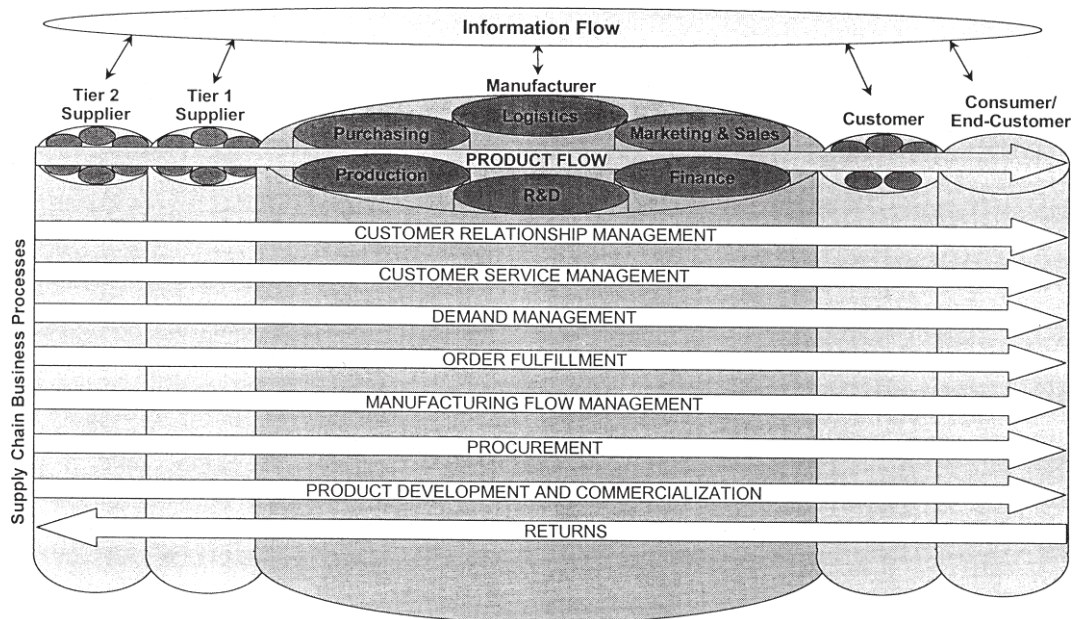 Information Flow
Tier 2
Supplier
Tier 1
Supplier
Manufacturer
Logistics
Purchasing
Marketing & Sales
Customer
Consumer/
End-Customer
PRODUCT FLOW
Production
R&D
Finance
Supply Chain Business Processes
CUSTOMER RELATIONSHIP MANAGEMENT
CUSTOMER SERVICE MANAGEMENT
DEMAND MANAGEMENT
ORDER FULFILLMENT
MANUFACTURING FLOW MANAGEMENT
PROCUREMENT
PRODUCT DEVELOPMENT AND COMMERCIALIZATION
RETURNS